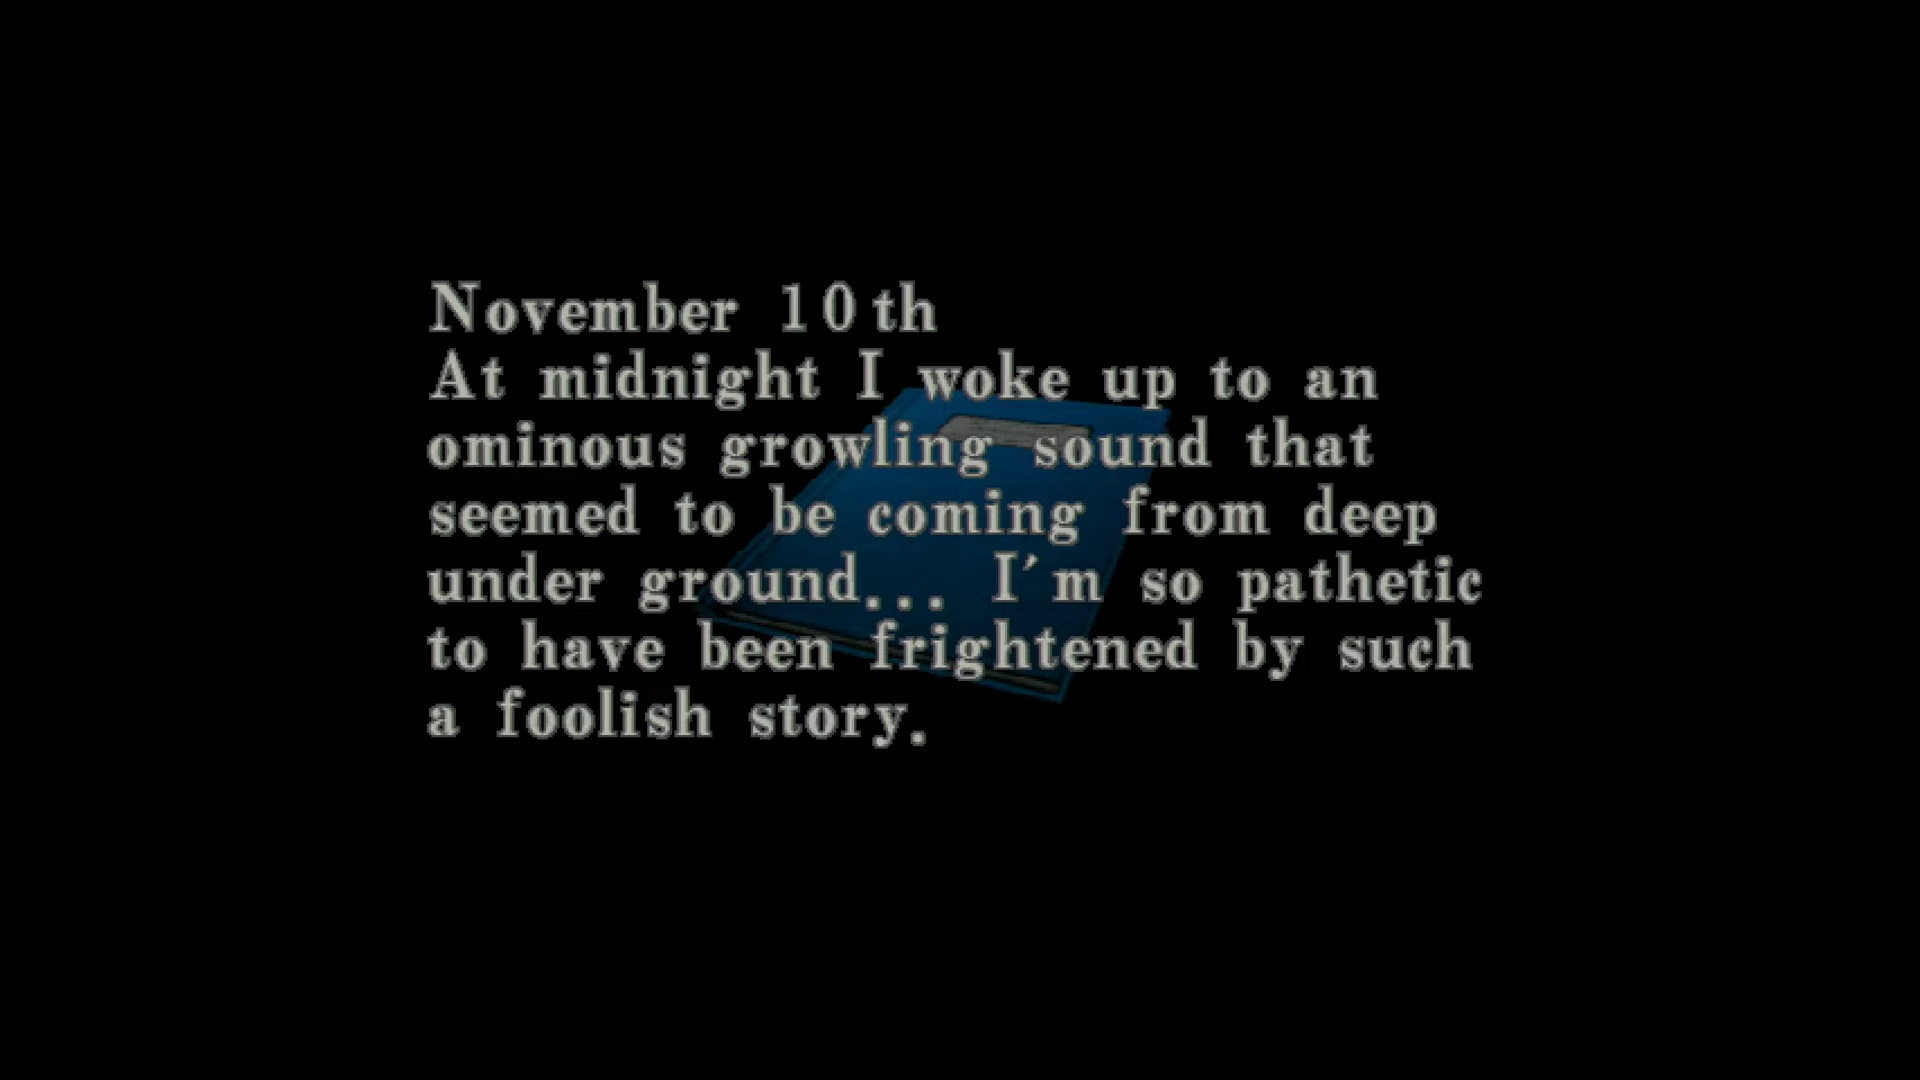 November 10th
At midnight I woke up to an
ominous growling sound that
seemed to be coming from deep
under ground... I'm so pathetic
to have been frightened by such
a foolish story.